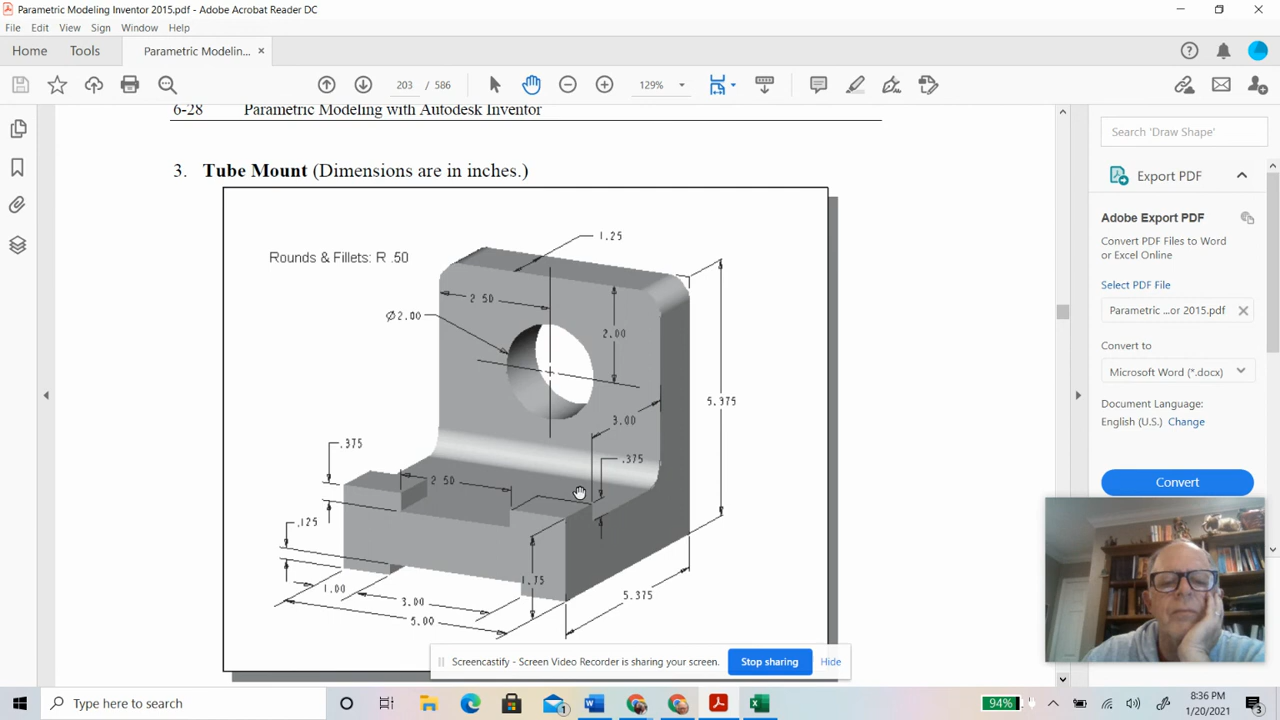 Parametric Modeling Inventor 2015.pdf - Adobe Acrobat Reader DC
File Edit View Sign Window Help
Home Tools Parametric Modelin... ×
203 / 586 129%
6-28 Parametric Modeling with Autodesk Inventor
3. Tube Mount (Dimensions are in inches.)
Rounds & Fillets: R .50
1.25
2.50
Ø2.00
2.00
5.375
3.00
.375
.375
2.50
.125
1.75
1.00
3.00
5.00
5.375
Search 'Draw Shape'
Export PDF
Adobe Export PDF
Convert PDF Files to Word
or Excel Online
Select PDF File
Parametric ...or 2015.pdf
Convert to
Microsoft Word (*.docx)
Document Language:
English (U.S.) Change
Convert
Screencastify - Screen Video Recorder is sharing your screen. Stop sharing Hide
Type here to search
94%
8:36 PM
1/20/2021